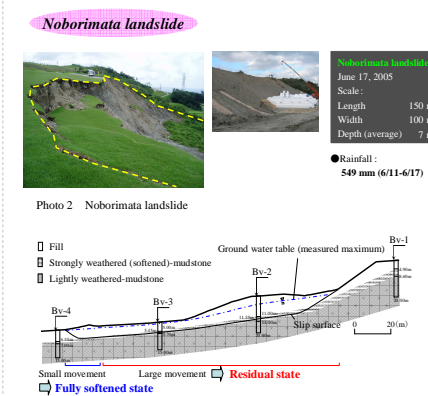 Noborimata landslide
Noborimata landslide
June 17, 2005
Scale:
Length 150
Width 100
Depth (average) 7
●Rainfall :
549 mm (6/11-6/17)
Photo 2 Noborimata landslide
Fill
Strongly weathered (softened)-mudstone
Lightly weathered-mudstone
Ground water table (measured maximum)
Bv-1
Bv-2
Bv-3
Bv-4
Slip surface
0 20(m)
Small movement Large movement Residual state
Fully softened state